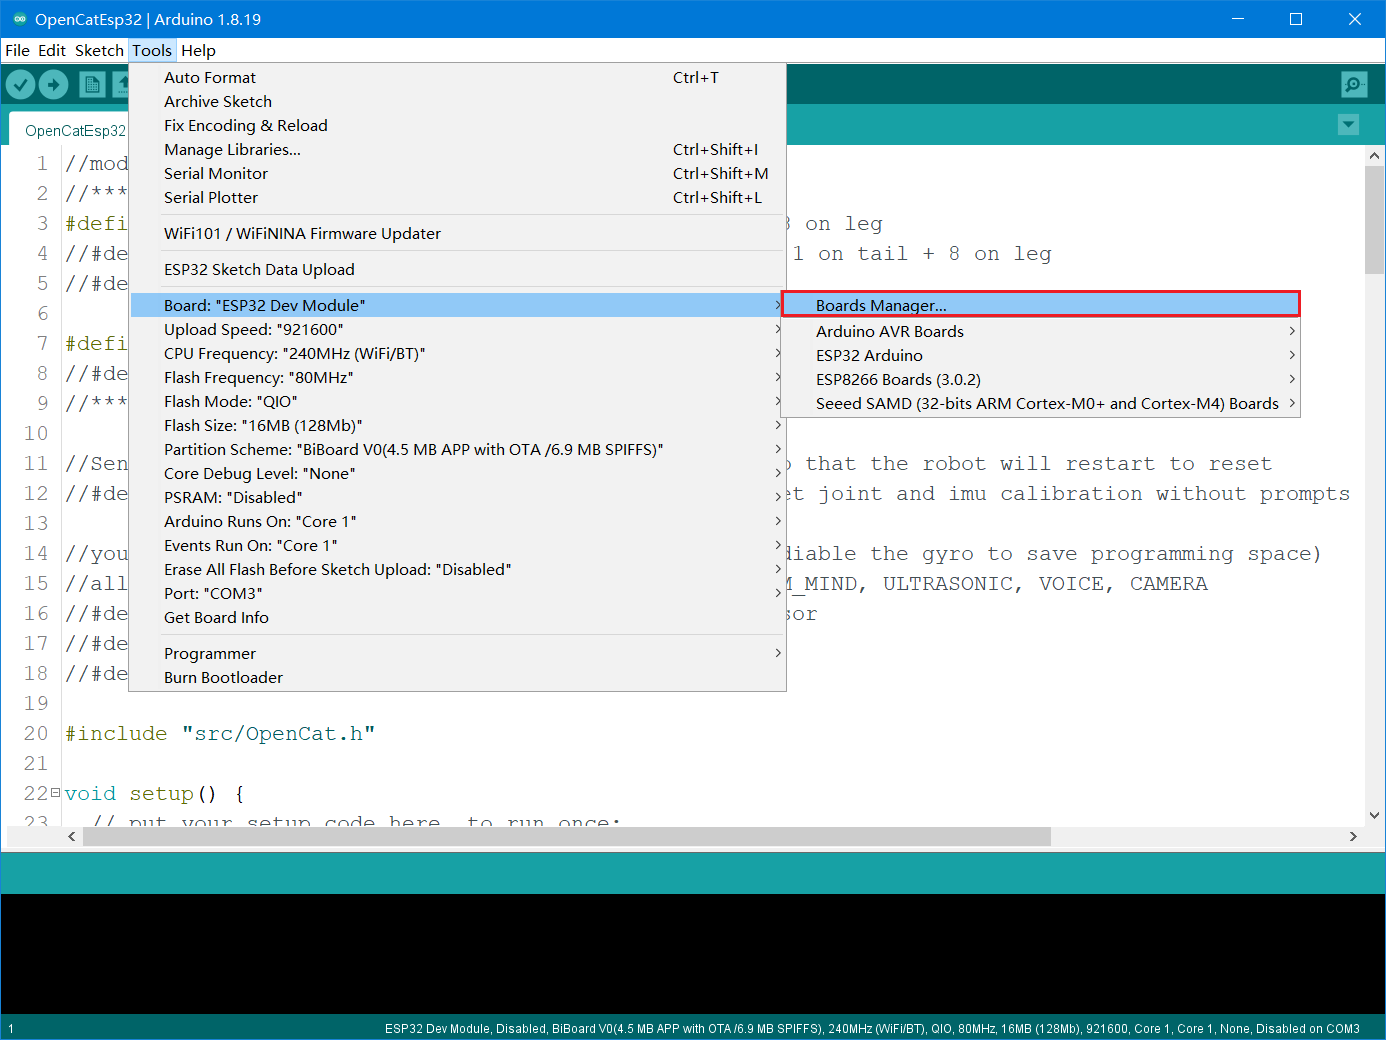 OpenCatEsp32 | Arduino 1.8.19
File Edit Sketch Tools Help
Auto Format Ctrl+T
Archive Sketch
Fix Encoding & Reload
Manage Libraries... Ctrl+Shift+I
Serial Monitor Ctrl+Shift+M
Serial Plotter Ctrl+Shift+L
WiFi101 / WiFiNINA Firmware Updater
ESP32 Sketch Data Upload
Board: "ESP32 Dev Module"
Upload Speed: "921600"
CPU Frequency: "240MHz (WiFi/BT)"
Flash Frequency: "80MHz"
Flash Mode: "QIO"
Flash Size: "16MB (128Mb)"
Partition Scheme: "BiBoard V0(4.5 MB APP with OTA /6.9 MB SPIFFS)"
Core Debug Level: "None"
PSRAM: "Disabled"
Arduino Runs On: "Core 1"
Events Run On: "Core 1"
Erase All Flash Before Sketch Upload: "Disabled"
Port: "COM3"
Get Board Info
Programmer
Burn Bootloader
Boards Manager...
Arduino AVR Boards
ESP32 Arduino
ESP8266 Boards (3.0.2)
Seeed SAMD (32-bits ARM Cortex-M0+ and Cortex-M4) Boards
OpenCatEsp32
1 //mod
2 //***
3 #defi on leg
4 //#de 1 on tail + 8 on leg
5 //#de
6
7 #defi
8 //#de
9 //***
10
11 //Sen that the robot will restart to reset
12 //#de joint and imu calibration without prompts
13
14 //you diable the gyro to save programming space)
15 //all _MIND, ULTRASONIC, VOICE, CAMERA
16 //#de sor
17 //#de
18 //#de
19
20 #include "src/OpenCat.h"
21
22 void setup() {
23 // put your setup code here, to run once:
1 ESP32 Dev Module, Disabled, BiBoard V0(4.5 MB APP with OTA /6.9 MB SPIFFS), 240MHz (WiFi/BT), QIO, 80MHz, 16MB (128Mb), 921600, Core 1, Core 1, None, Disabled on COM3